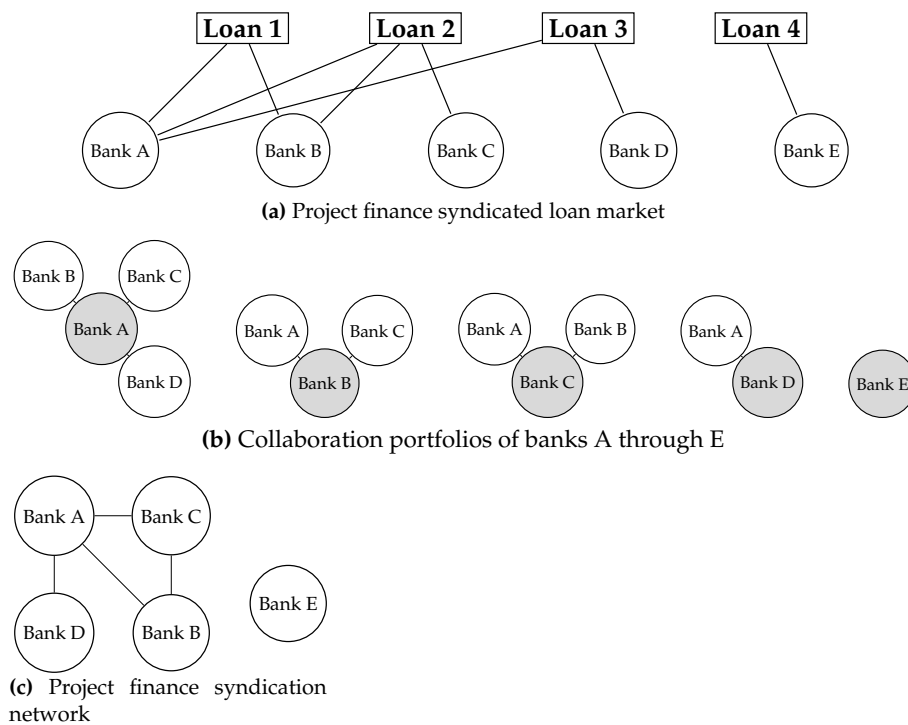 Loan 1 Loan 2 Loan 3 Loan 4
Bank A Bank B Bank C Bank D Bank E
(a) Project finance syndicated loan market
Bank B Bank C
Bank A
Bank D
Bank A Bank C
Bank B
Bank A Bank B
Bank C
Bank A
Bank D
Bank E
(b) Collaboration portfolios of banks A through E
Bank A Bank C
Bank E
Bank D Bank B
(c) Project finance syndication
network